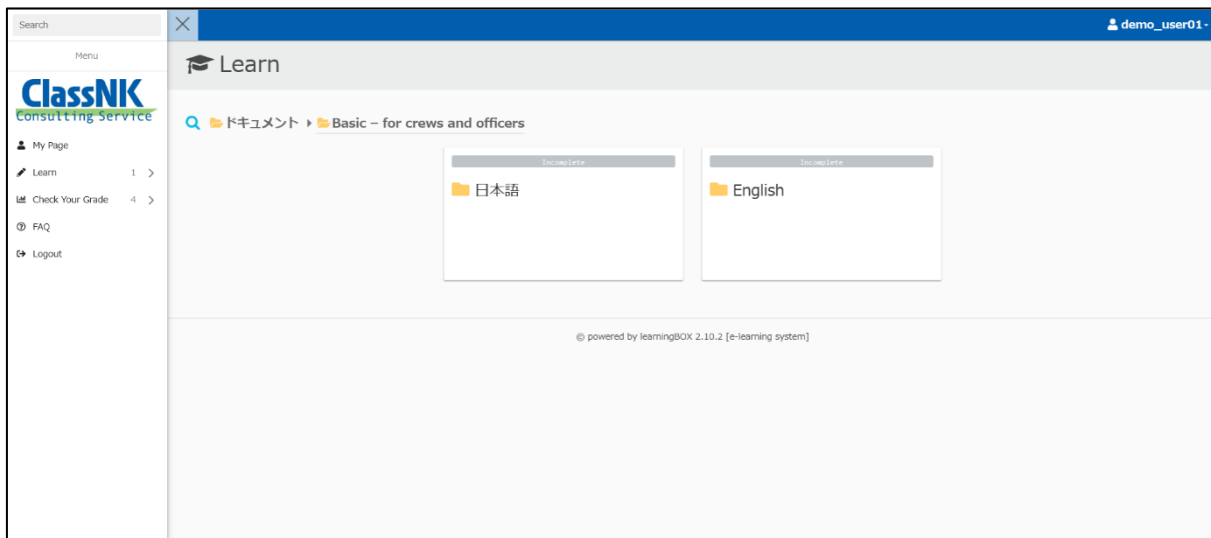 Search
demo_user01
Menu
Learn
ClassNK
Consulting Service
ドキュメント Basic – for crews and officers
My Page
Incomplete
Incomplete
Learn 1
日本語
English
Check Your Grade 4
FAQ
Logout
© powered by learningBOX 2.10.2 [e-learning system]